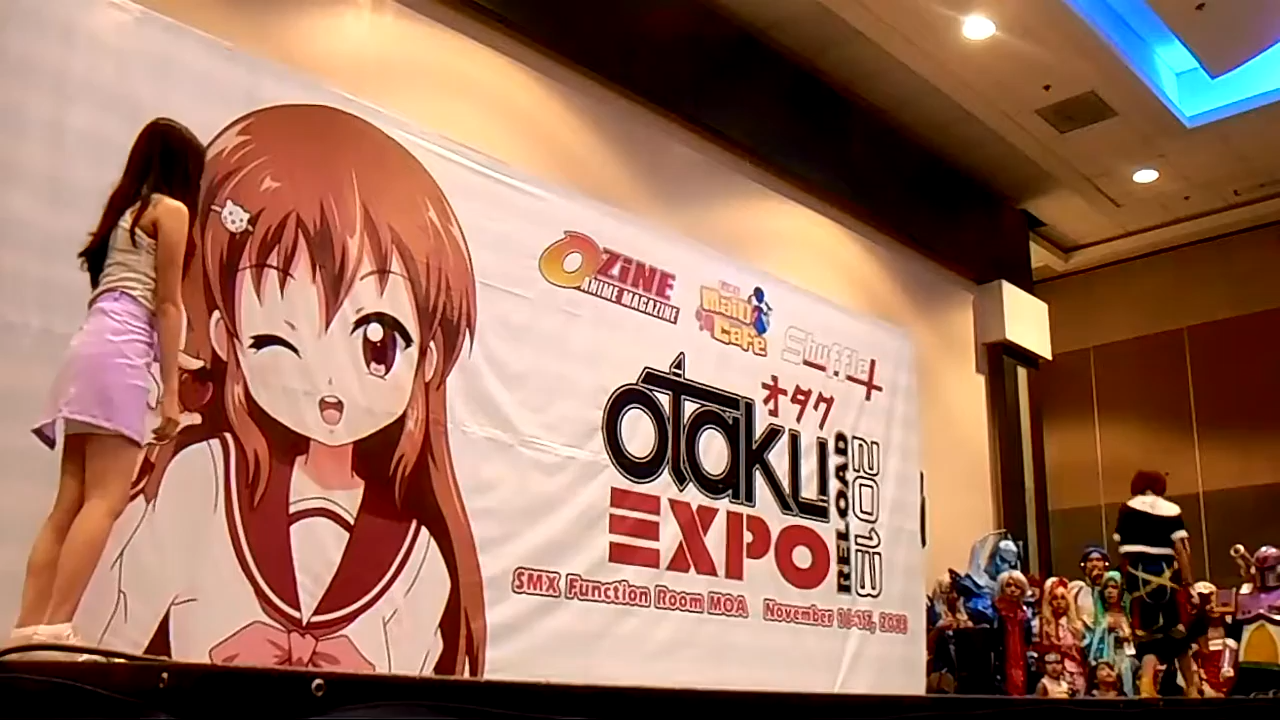 OZiNE
ANIME MAGAZINE
MaiD
Cafe
Shuffle+
オタク
otaku
EXPO
RELOAD
2013
SMX Function Room MOA November 16-17, 2013